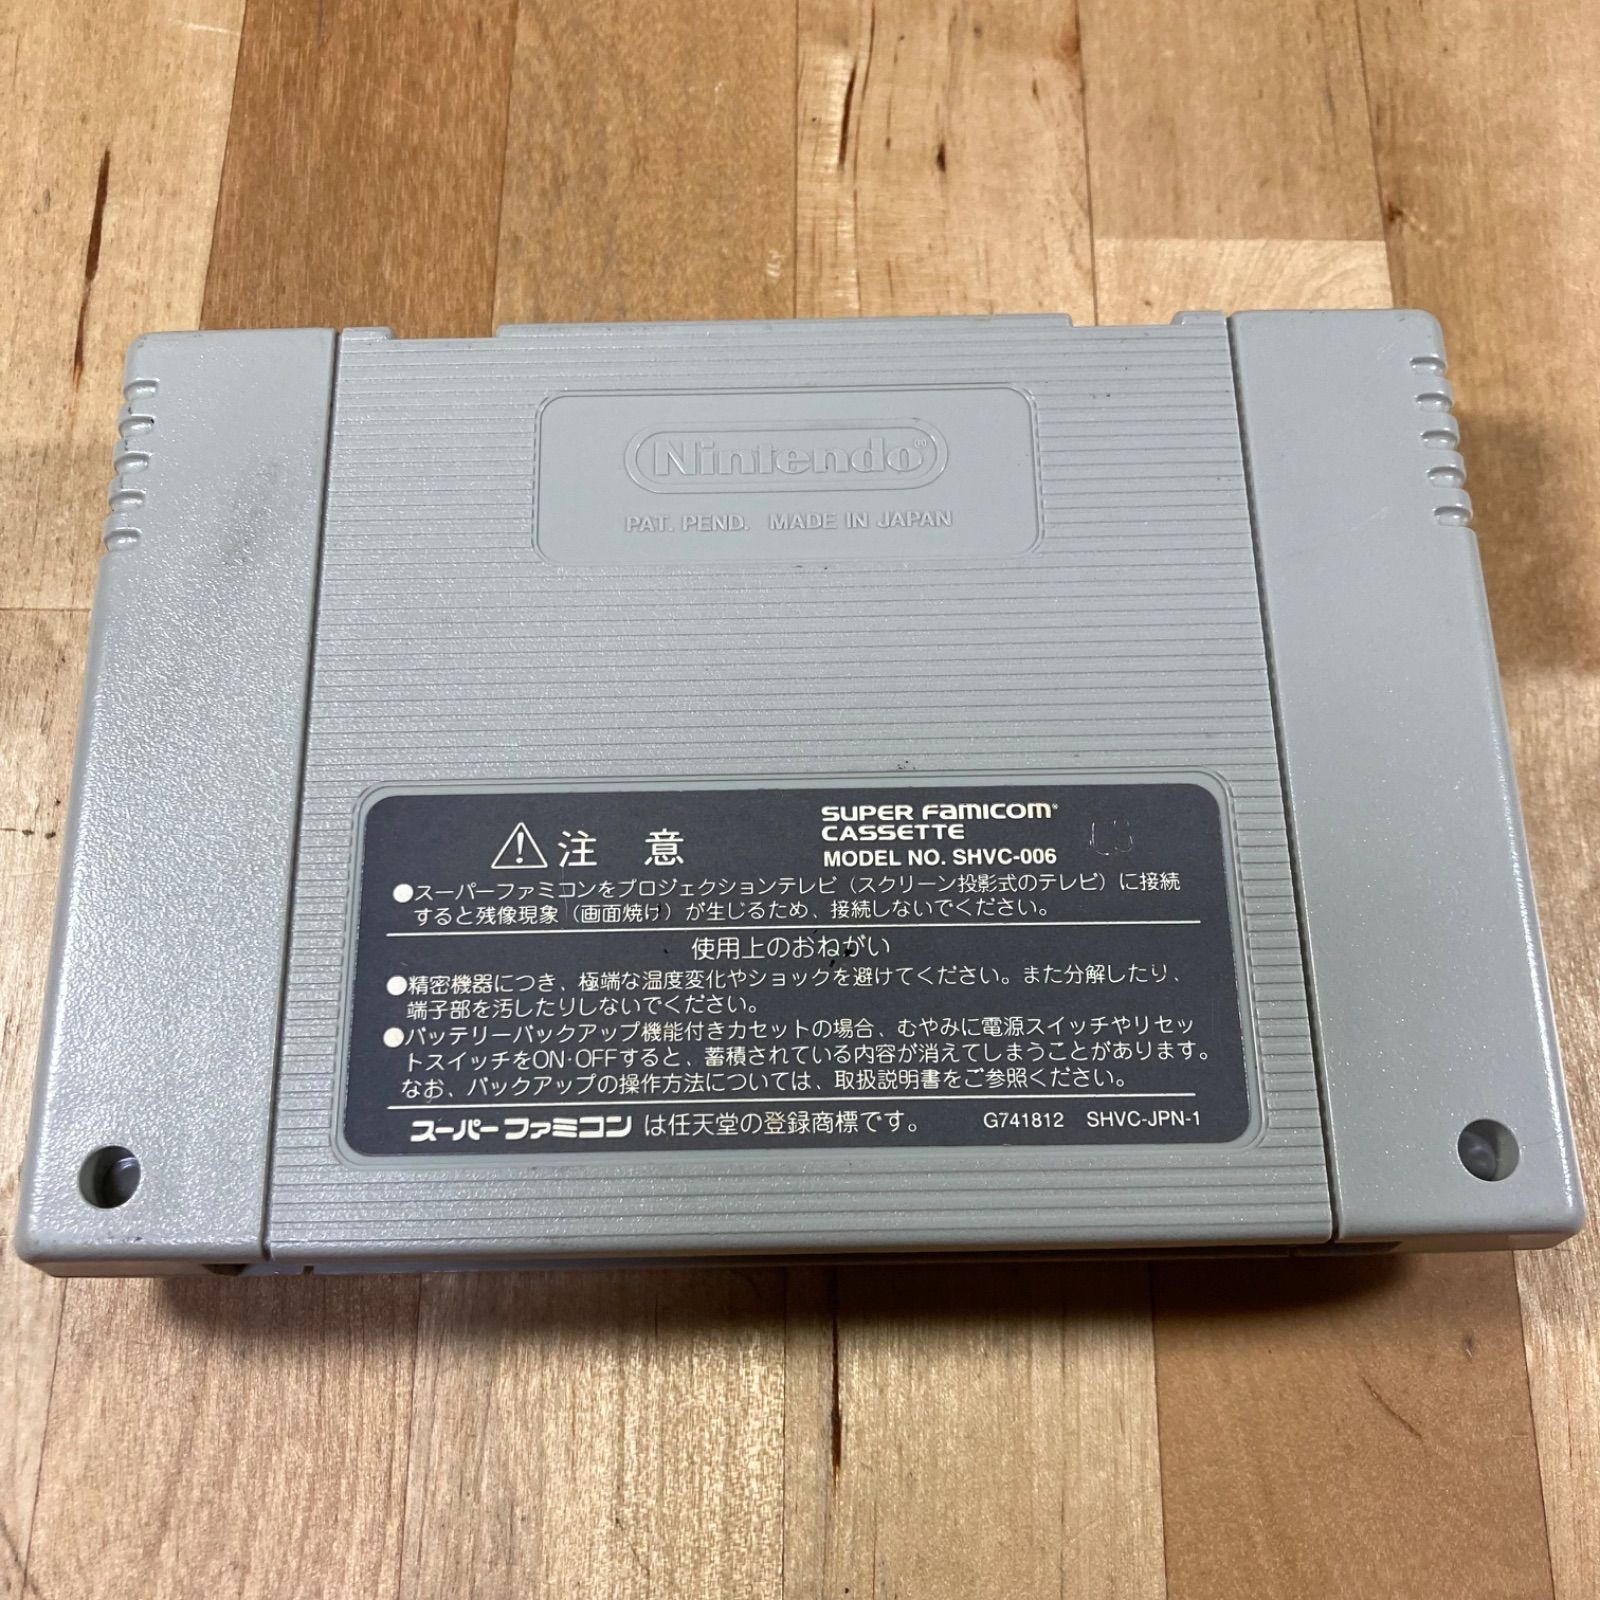 Nintendo®
PAT. PEND. MADE IN JAPAN
SUPER FAMICOM®
CASSETTE
⚠注 意
MODEL NO. SHVC-006
●スーパーファミコンをプロジェクションテレビ（スクリーン投影式のテレビ）に接続
すると残像現象（画面焼け）が生じるため、接続しないでください。
使用上のおねがい
●精密機器につき、極端な温度変化やショックを避けてください。また分解したり、
端子部を汚したりしないでください。
●バッテリーバックアップ機能付きカセットの場合、むやみに電源スイッチやリセッ
トスイッチをON・OFFすると、蓄積されている内容が消えてしまうことがあります。
なお、バックアップの操作方法については、取扱説明書をご参照ください。
スーパーファミコン は任天堂の登録商標です。 G741812 SHVC-JPN-1